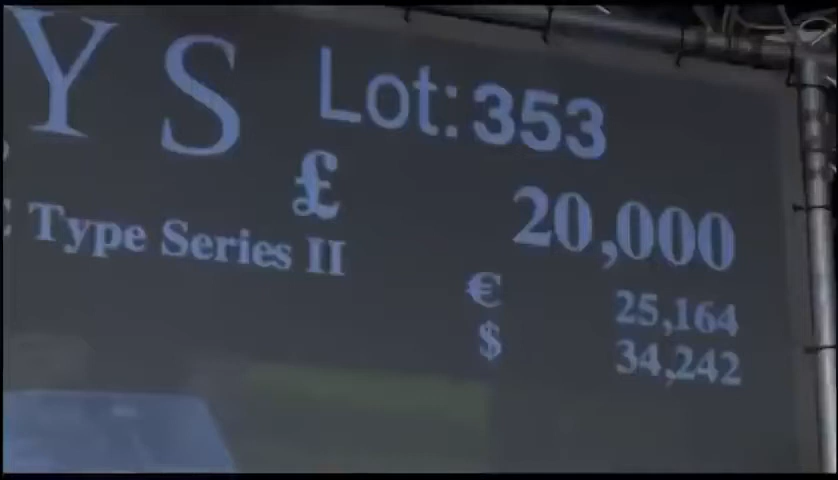 YS Lot: 353
£ 20,000
Type Series II
€ 25,164
$ 34,242